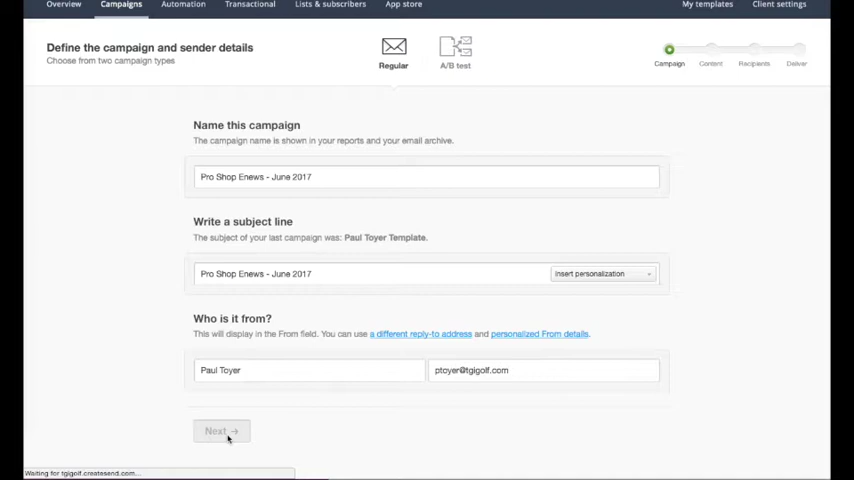 Overview Campaigns Automation Transactional Lists & subscribers App store My templates Client settings
Define the campaign and sender details
Choose from two campaign types
Regular A/B test
Campaign Content Recipients Deliver
Name this campaign
The campaign name is shown in your reports and your email archive.
Pro Shop Enews - June 2017
Write a subject line
The subject of your last campaign was: Paul Toyer Template.
Pro Shop Enews - June 2017 Insert personalization
Who is it from?
This will display in the From field. You can use a different reply-to address and personalized From details.
Paul Toyer ptoyer@tgigolf.com
Next →
Waiting for tgigolf.createsend.com...